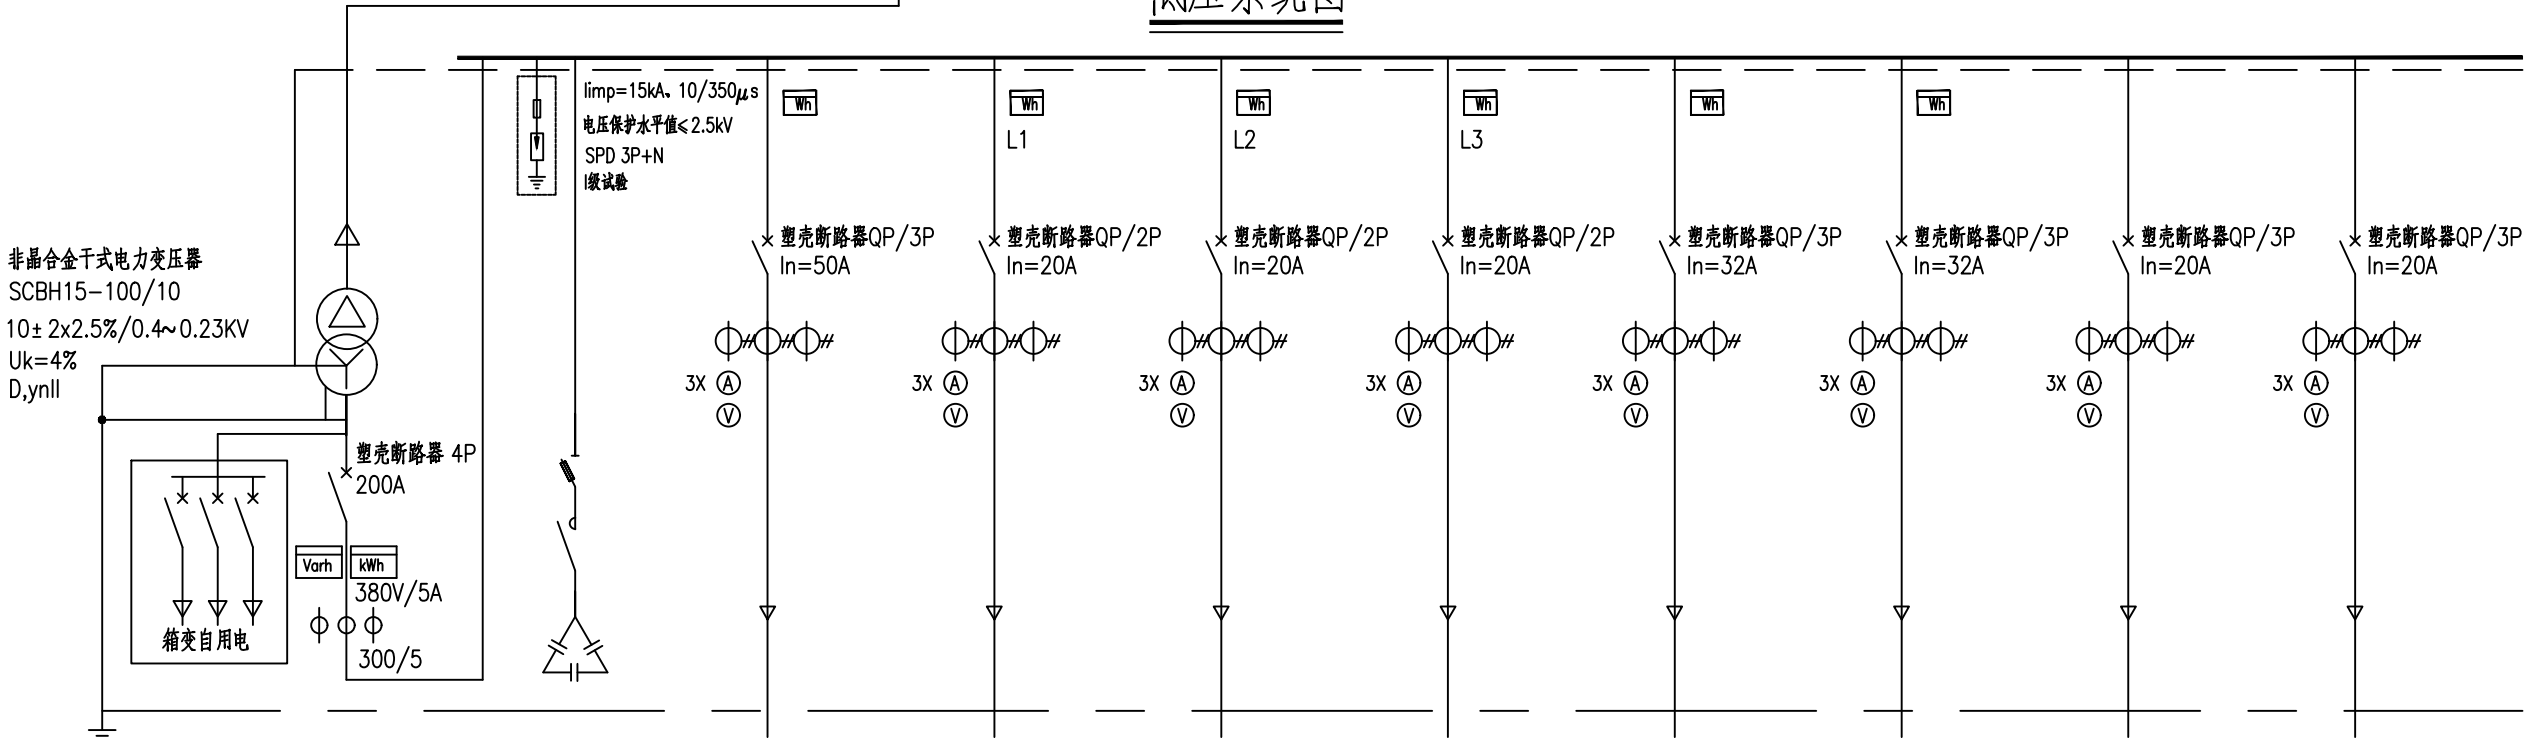 低压系统图
limp=15kA、10/350μs
电压保护水平值≤2.5kV
SPD 3P+N
I级试验
Wh
Wh
L1
Wh
L2
Wh
L3
Wh
Wh
塑壳断路器QP/3P
In=50A
塑壳断路器QP/2P
In=20A
塑壳断路器QP/2P
In=20A
塑壳断路器QP/2P
In=20A
塑壳断路器QP/3P
In=32A
塑壳断路器QP/3P
In=32A
塑壳断路器QP/3P
In=20A
塑壳断路器QP/3P
In=20A
非晶合金干式电力变压器
SCBH15-100/10
10±2x2.5%/0.4~0.23KV
Uk=4%
D,ynII
3X A
V
3X A
V
3X A
V
3X A
V
3X A
V
3X A
V
3X A
V
3X A
V
塑壳断路器 4P
200A
Varh
kWh
380V/5A
300/5
箱变自用电